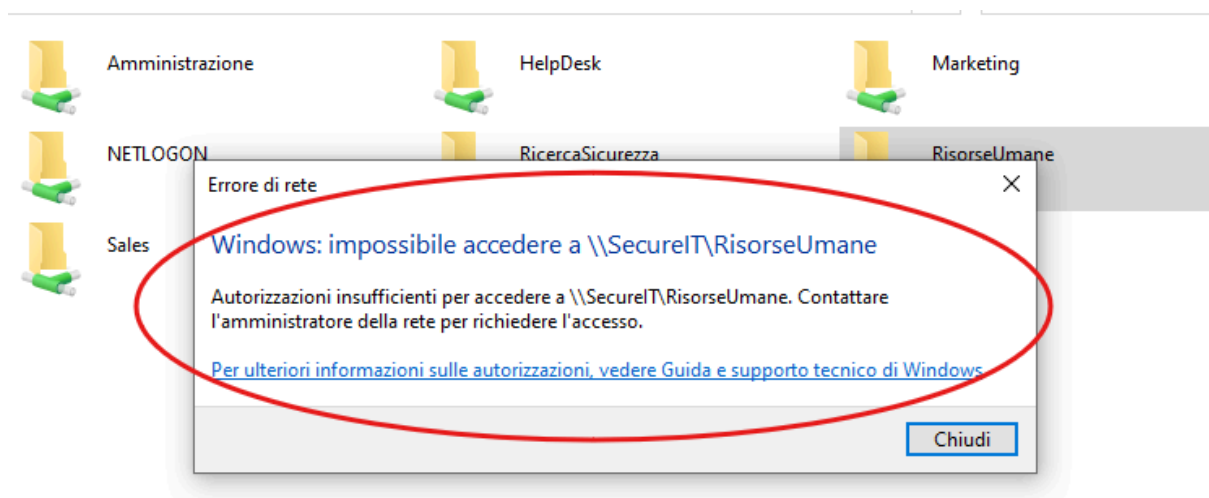 Amministrazione
HelpDesk
Marketing
NETLOGON
RicercaSicurezza
RisorseUmane
Sales
Errore di rete
Windows: impossibile accedere a \\SecureIT\RisorseUmane
Autorizzazioni insufficienti per accedere a \\SecureIT\RisorseUmane. Contattare
l'amministratore della rete per richiedere l'accesso.
Per ulteriori informazioni sulle autorizzazioni, vedere Guida e supporto tecnico di Windows
Chiudi